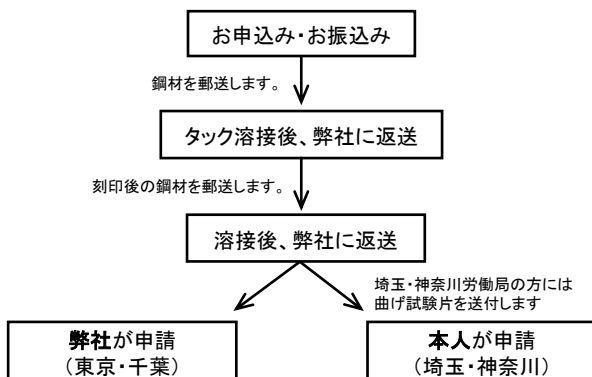 お申込み・お振込み
鋼材を郵送します。
タック溶接後、弊社に返送
刻印後の鋼材を郵送します。
溶接後、弊社に返送
埼玉・神奈川労働局の方には
曲げ試験片を送付します
弊社が申請
(東京・千葉)
本人が申請
(埼玉・神奈川)